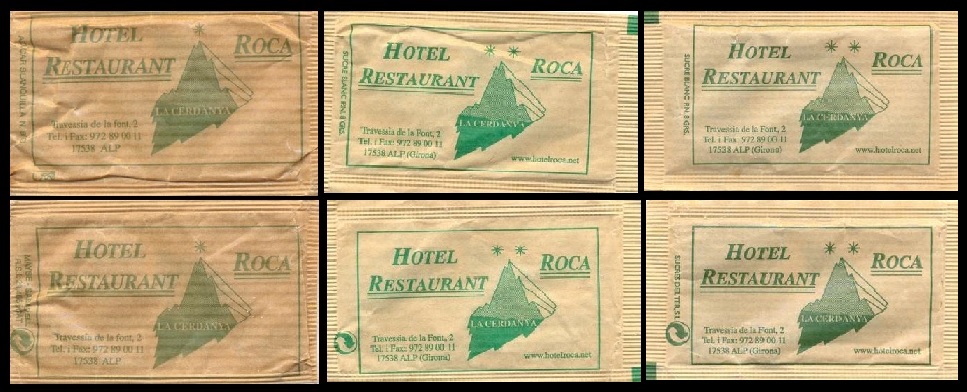 HOTEL
RESTAURANT
ROCA
LA CERDANYA
Travessia de la Font, 2
Tel. i Fax: 972 89 00 11
17538 ALP
HOTEL
RESTAURANT
ROCA
LA CERDANYA
Travessia de la Font, 2
Tel. i Fax: 972 89 00 11
17538 ALP (Girona)
www.hotelroca.net
HOTEL
RESTAURANT
ROCA
LA CERDANYA
Travessia de la Font, 2
Tel. i Fax: 972 89 00 11
17538 ALP (Girona)
www.hotelroca.net
HOTEL
RESTAURANT
ROCA
LA CERDANYA
Travessia de la Font, 2
Tel. i Fax: 972 89 00 11
17538 ALP
HOTEL
RESTAURANT
ROCA
LA CERDANYA
Travessia de la Font, 2
Tel. i Fax: 972 89 00 11
17538 ALP (Girona)
www.hotelroca.net
HOTEL
RESTAURANT
ROCA
LA CERDANYA
Travessia de la Font, 2
Tel. i Fax: 972 89 00 11
17538 ALP (Girona)
www.hotelroca.net